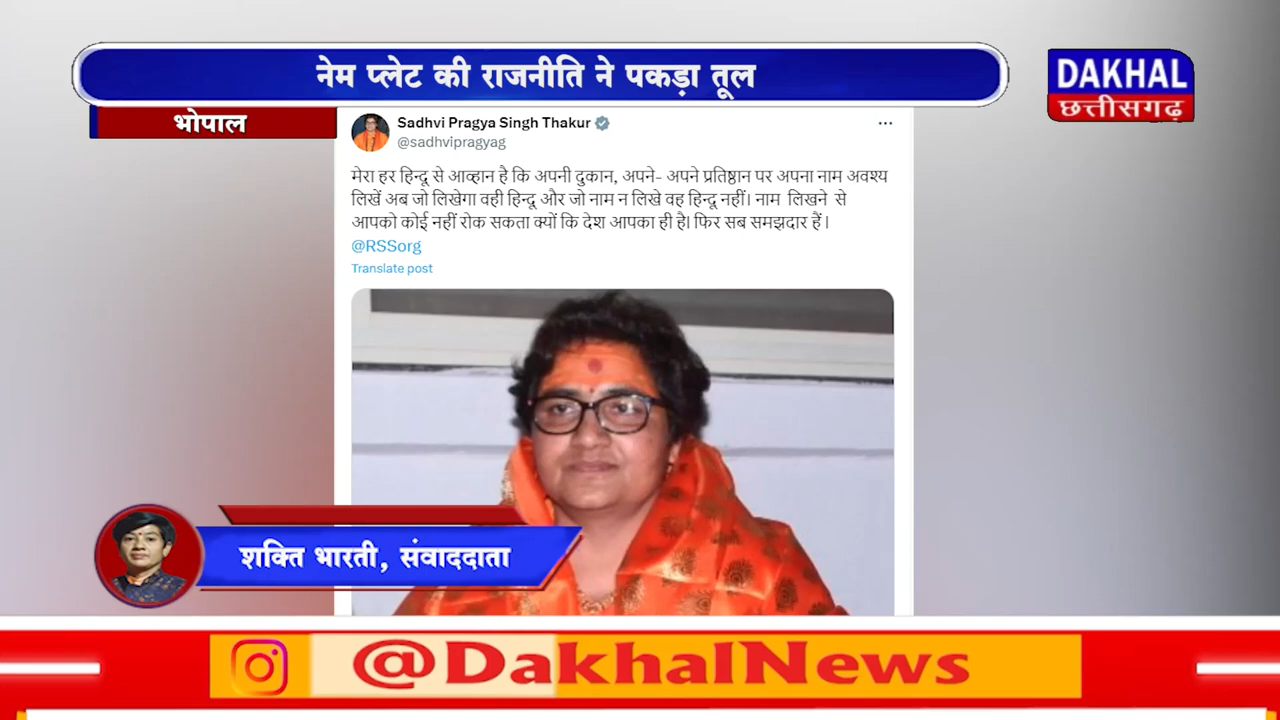 नेम प्लेट की राजनीति ने पकड़ा तूल
DAKHAL
छत्तीसगढ़
भोपाल
Sadhvi Pragya Singh Thakur
@sadhvipragyag
मेरा हर हिन्दू से आव्हान है कि अपनी दुकान, अपने- अपने प्रतिष्ठान पर अपना नाम अवश्य
लिखें अब जो लिखेगा वही हिन्दू और जो नाम न लिखे वह हिन्दू नहीं। नाम लिखने से
आपको कोई नहीं रोक सकता क्यों कि देश आपका ही है। फिर सब समझदार हैं।
@RSSorg
Translate post
शक्ति भारती, संवाददाता
@DakhalNews